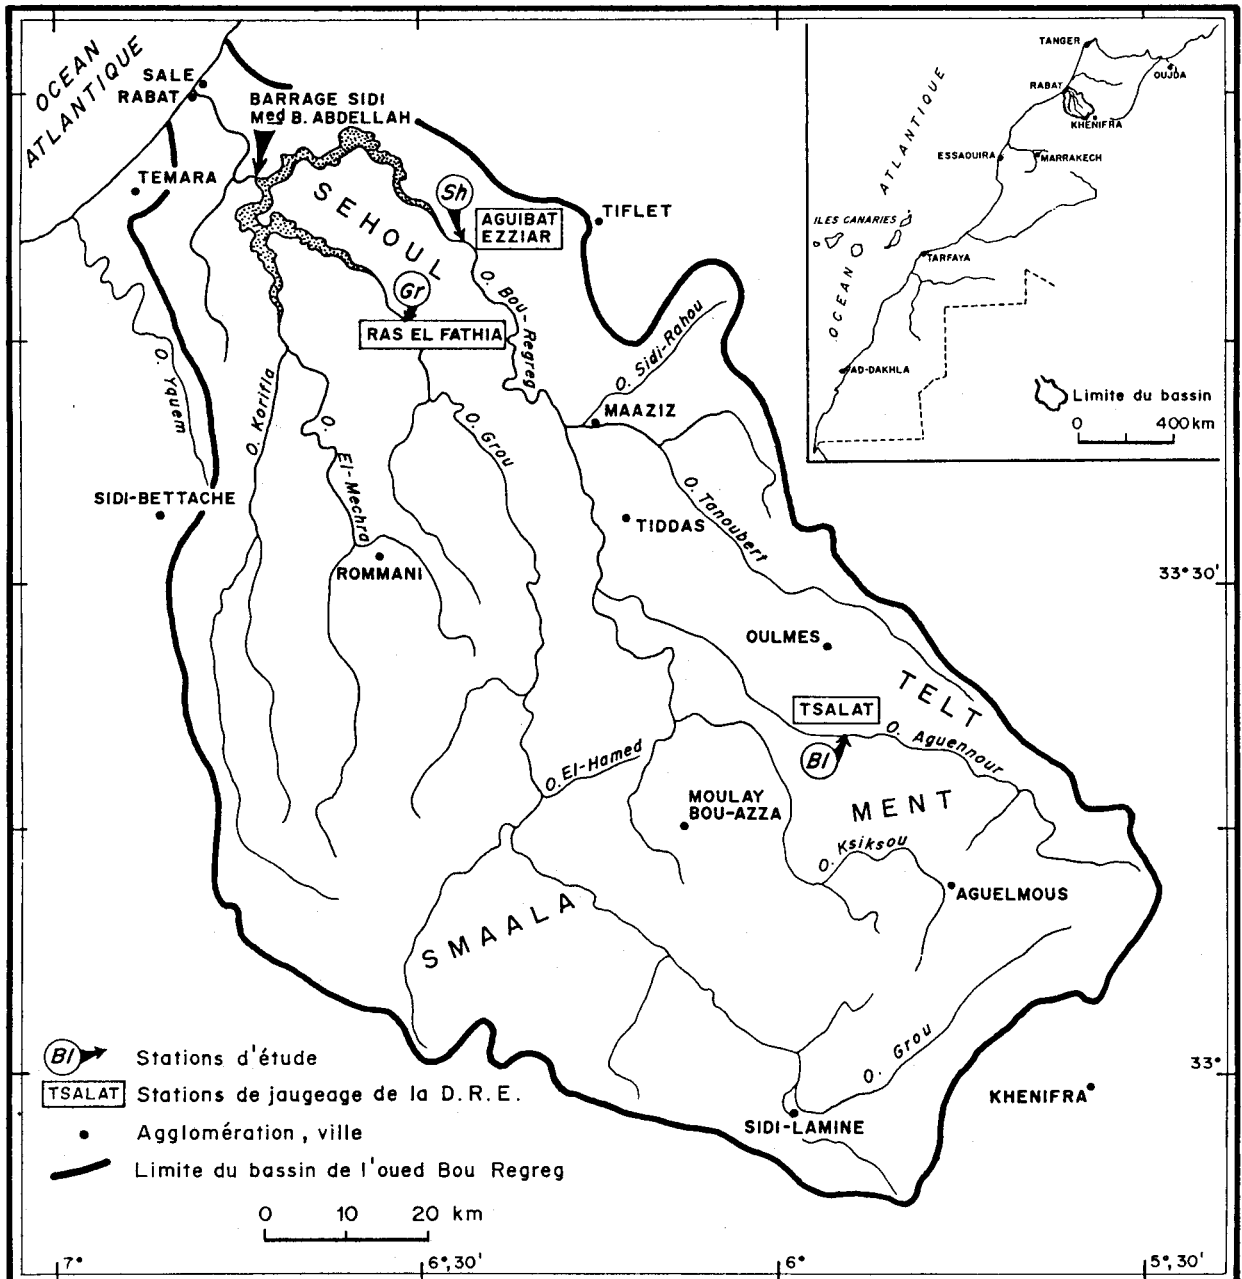 OCEAN
ATLANTIQUE
SALE
RABAT
BARRAGE SIDI
Med B. ABDELLAH
TEMARA
SEHOUL
Sh
AGUIBAT
EZZIAR
TIFLET
Gr
RAS EL FATHIA
O. Bou-Regreg
O. Sidi-Rahou
MAAZIZ
O. Yquem
O. Korifla
O. El-Mechra
O. Grou
SIDI-BETTACHE
ROMMANI
TIDDAS
O. Tanoubert
OULMES
TELT
TSALAT
Bl
O. Aguennour
O. El-Hamed
MOULAY
BOU-AZZA
MENT
O. Ksiksou
AGUELMOUS
SMAALA
O. Grou
KHENIFRA
SIDI-LAMINE
33°30'
33°
7°
6°,30'
6°
5°,30'
TANGER
OUJDA
RABAT
KHENIFRA
ESSAOUIRA
MARRAKECH
OCEAN ATLANTIQUE
ILES CANARIES
TARFAYA
AD-DAKHLA
Limite du bassin
0 400 km
Bl Stations d'étude
TSALAT Stations de jaugeage de la D.R.E.
Agglomération, ville
Limite du bassin de l'oued Bou Regreg
0 10 20 km